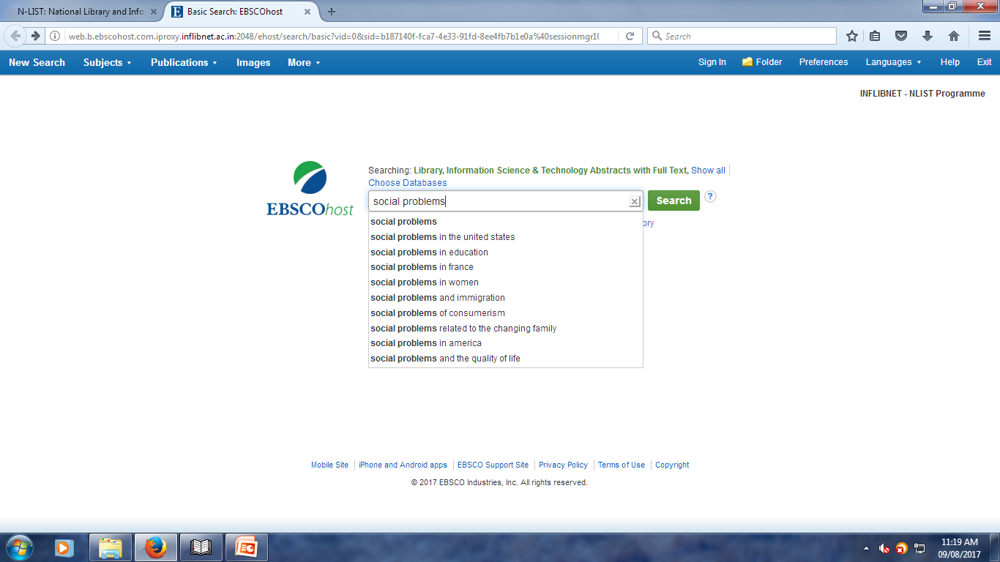 N-LIST: National Library and Info
Basic Search: EBSCOhost
web.b.ebscohost.com.iproxy.inflibnet.ac.in:2048/ehost/search/basic?vid=0&sid=b187140f-fca7-4e33-91fd-8ee4fb7b1e0a%40sessionmgr10
Search
New Search Subjects Publications Images More Sign In Folder Preferences Languages Help Exit
INFLIBNET - NLIST Programme
Searching: Library, Information Science & Technology Abstracts with Full Text, Show all
Choose Databases
EBSCOhost
social problems
Search
?
social problems
ory
social problems in the united states
social problems in education
social problems in france
social problems in women
social problems and immigration
social problems of consumerism
social problems related to the changing family
social problems in america
social problems and the quality of life
Mobile Site iPhone and Android apps EBSCO Support Site Privacy Policy Terms of Use Copyright
© 2017 EBSCO Industries, Inc. All rights reserved.
11:19 AM
09/08/2017